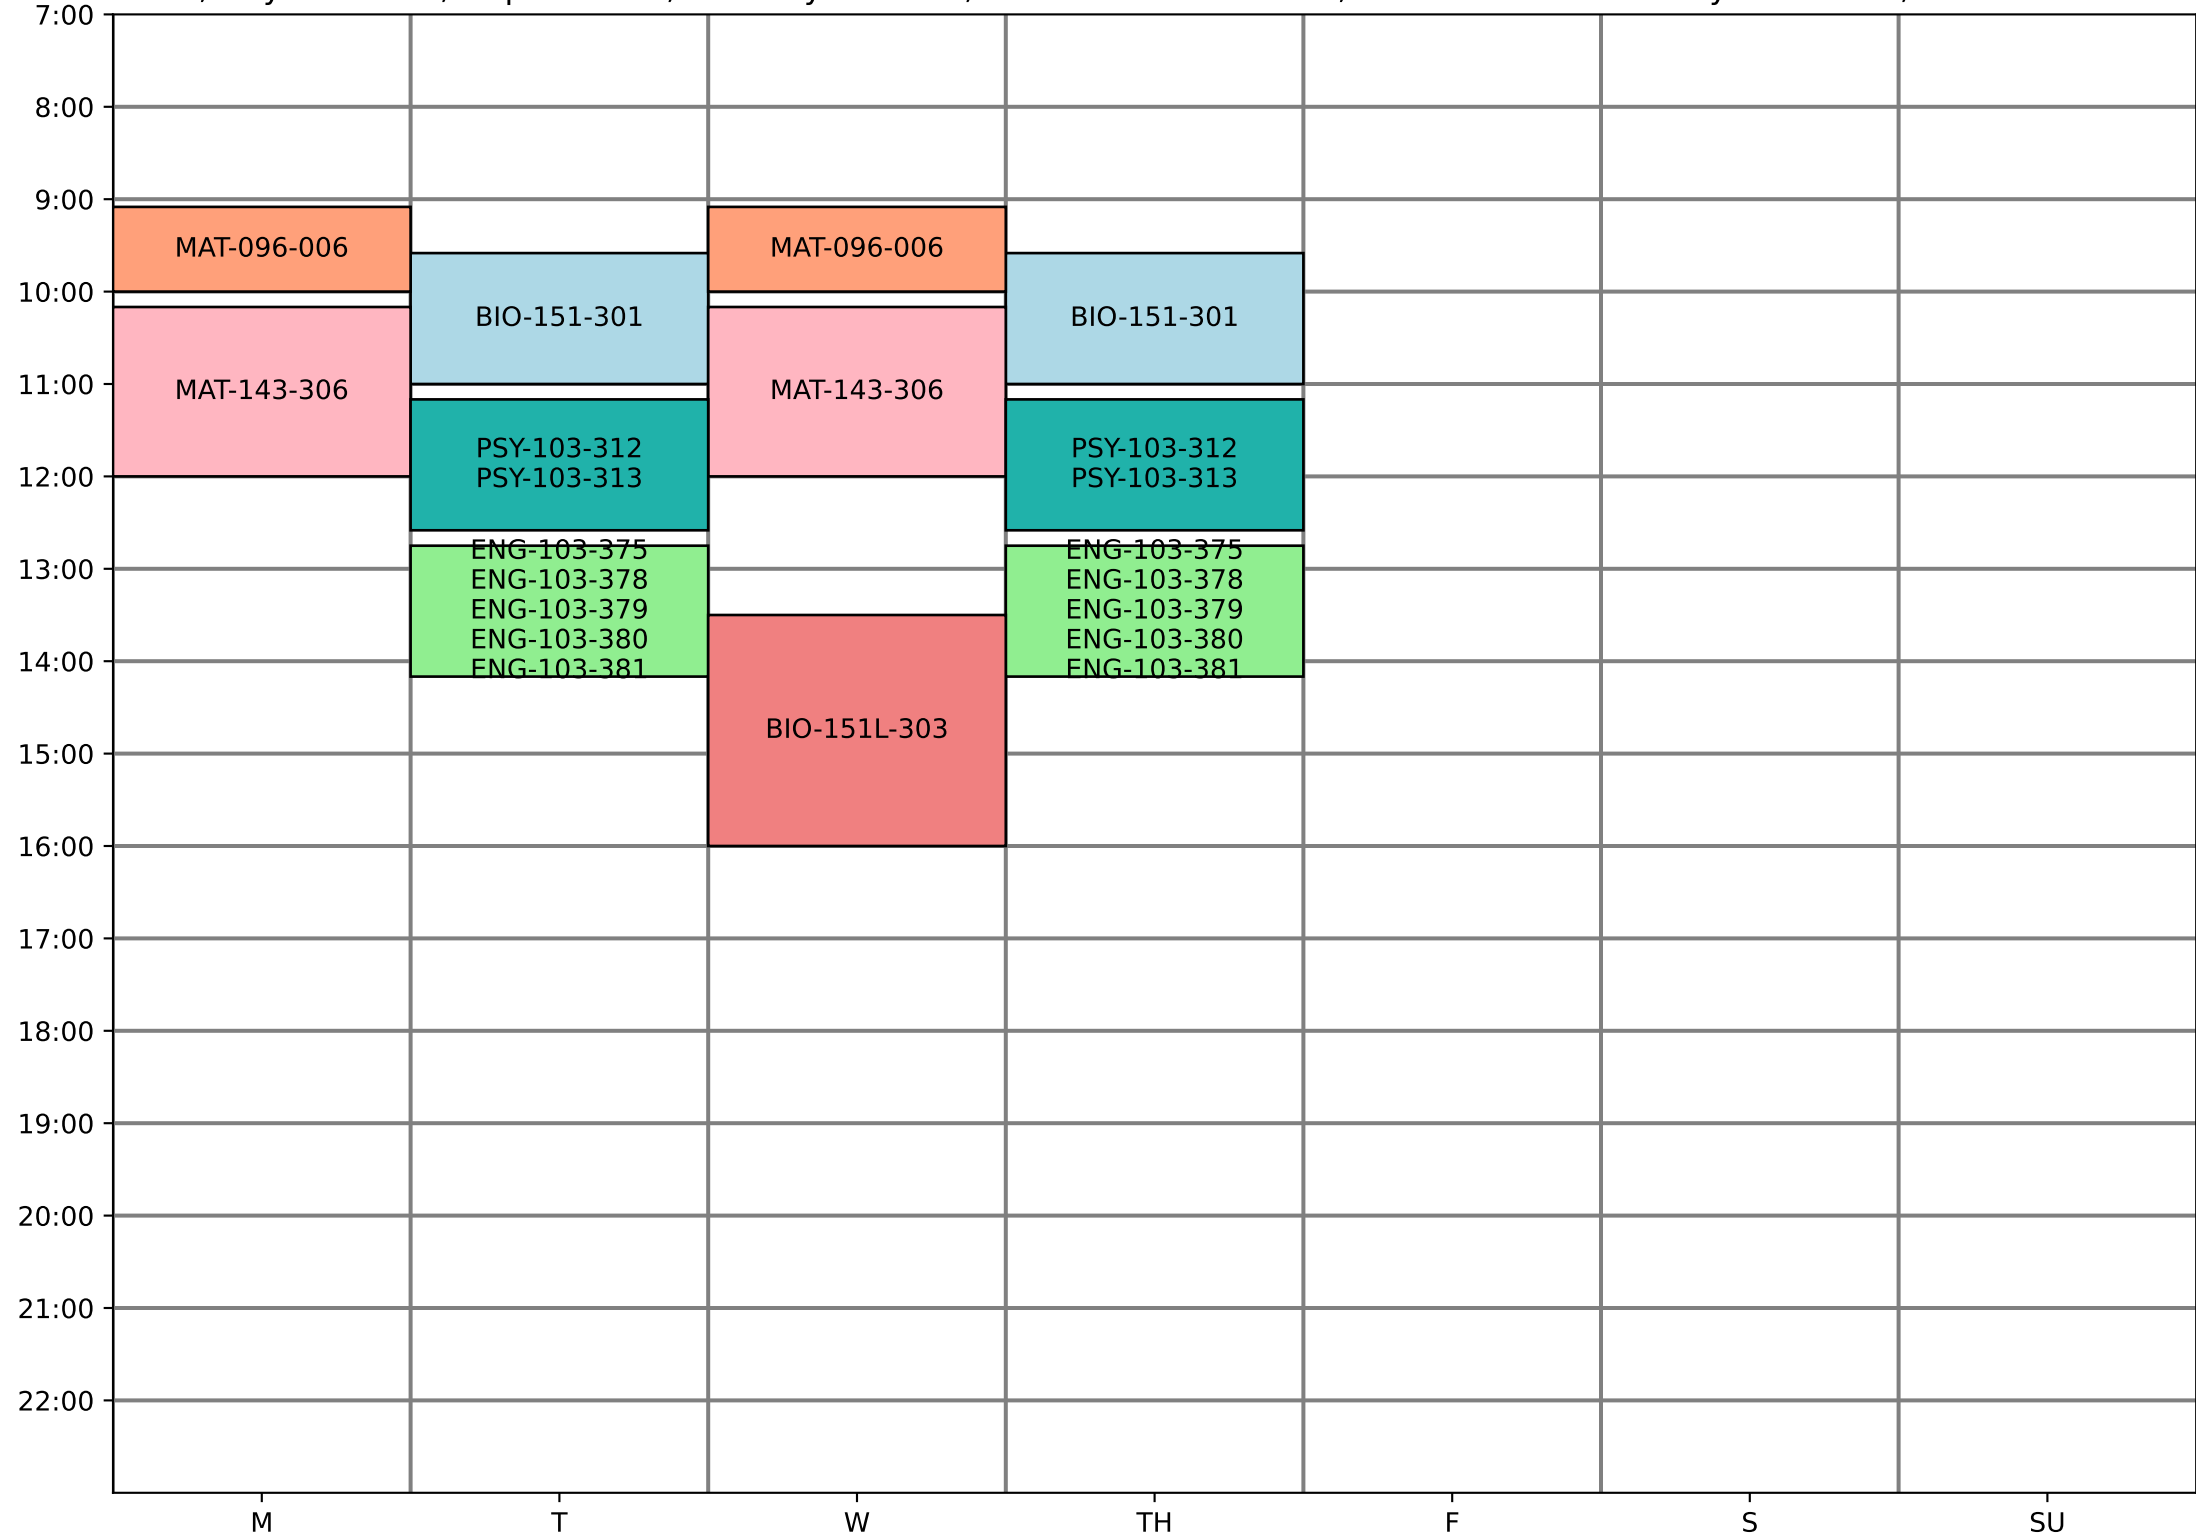 7:00
8:00
9:00
10:00
11:00
12:00
13:00
14:00
15:00
16:00
17:00
18:00
19:00
20:00
21:00
22:00
MAT-096-006
MAT-143-306
BIO-151-301
PSY-103-312
PSY-103-313
ENG-103-375
ENG-103-378
ENG-103-379
ENG-103-380
ENG-103-381
MAT-096-006
MAT-143-306
BIO-151L-303
BIO-151-301
PSY-103-312
PSY-103-313
ENG-103-375
ENG-103-378
ENG-103-379
ENG-103-380
ENG-103-381
M T W TH F S SU